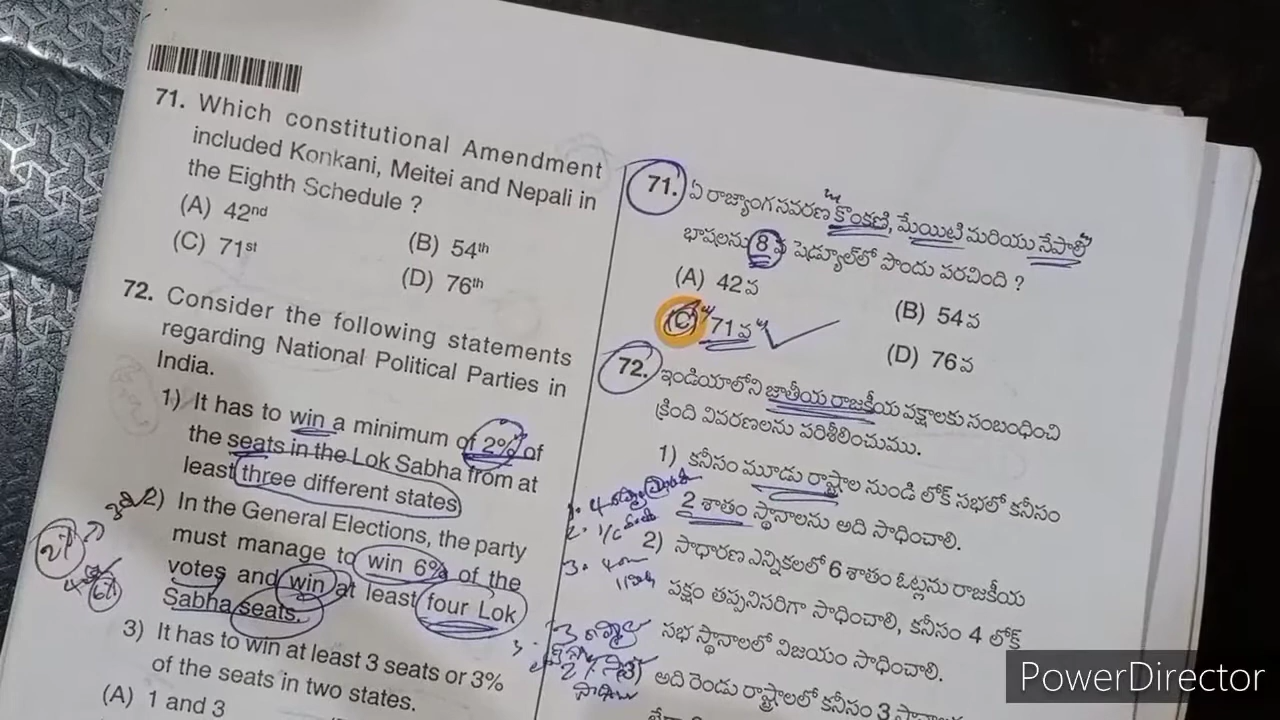 71. Which constitutional Amendment
included Konkani, Meitei and Nepali in
the Eighth Schedule ?
(A) 42nd
(B) 54th
(C) 71st
(D) 76th
72. Consider the following statements
regarding National Political Parties in
India.
1) It has to win a minimum of 2% of
the seats in the Lok Sabha from at
least three different states
2) In the General Elections, the party
must manage to win 6% of the
votes and win at least four Lok
Sabha seats.
3) It has to win at least 3 seats or 3%
of the seats in two states.
(A) 1 and 3
71. ఏ రాజ్యాంగ సవరణ కొంకణి, మేయిటి మరియు నేపాలీ
భాషలను 8వ షెడ్యూల్‌లో పొందు పరచింది ?
(A) 42వ
(B) 54వ
(C) 71వ
(D) 76వ
72. ఇండియాలోని జాతీయ రాజకీయ పక్షాలకు సంబంధించి
క్రింది వివరణలను పరిశీలించుము.
1) కనీసం మూడు రాష్ట్రాల నుండి లోక్ సభలో కనీసం
2 శాతం స్థానాలను అది సాధించాలి.
2) సాధారణ ఎన్నికలలో 6 శాతం ఓట్లను రాజకీయ
పక్షం తప్పనిసరిగా సాధించాలి, కనీసం 4 లోక్
సభ స్థానాలలో విజయం సాధించాలి.
3) అది రెండు రాష్ట్రాలలో కనీసం 3 స్థానాలు
PowerDirector